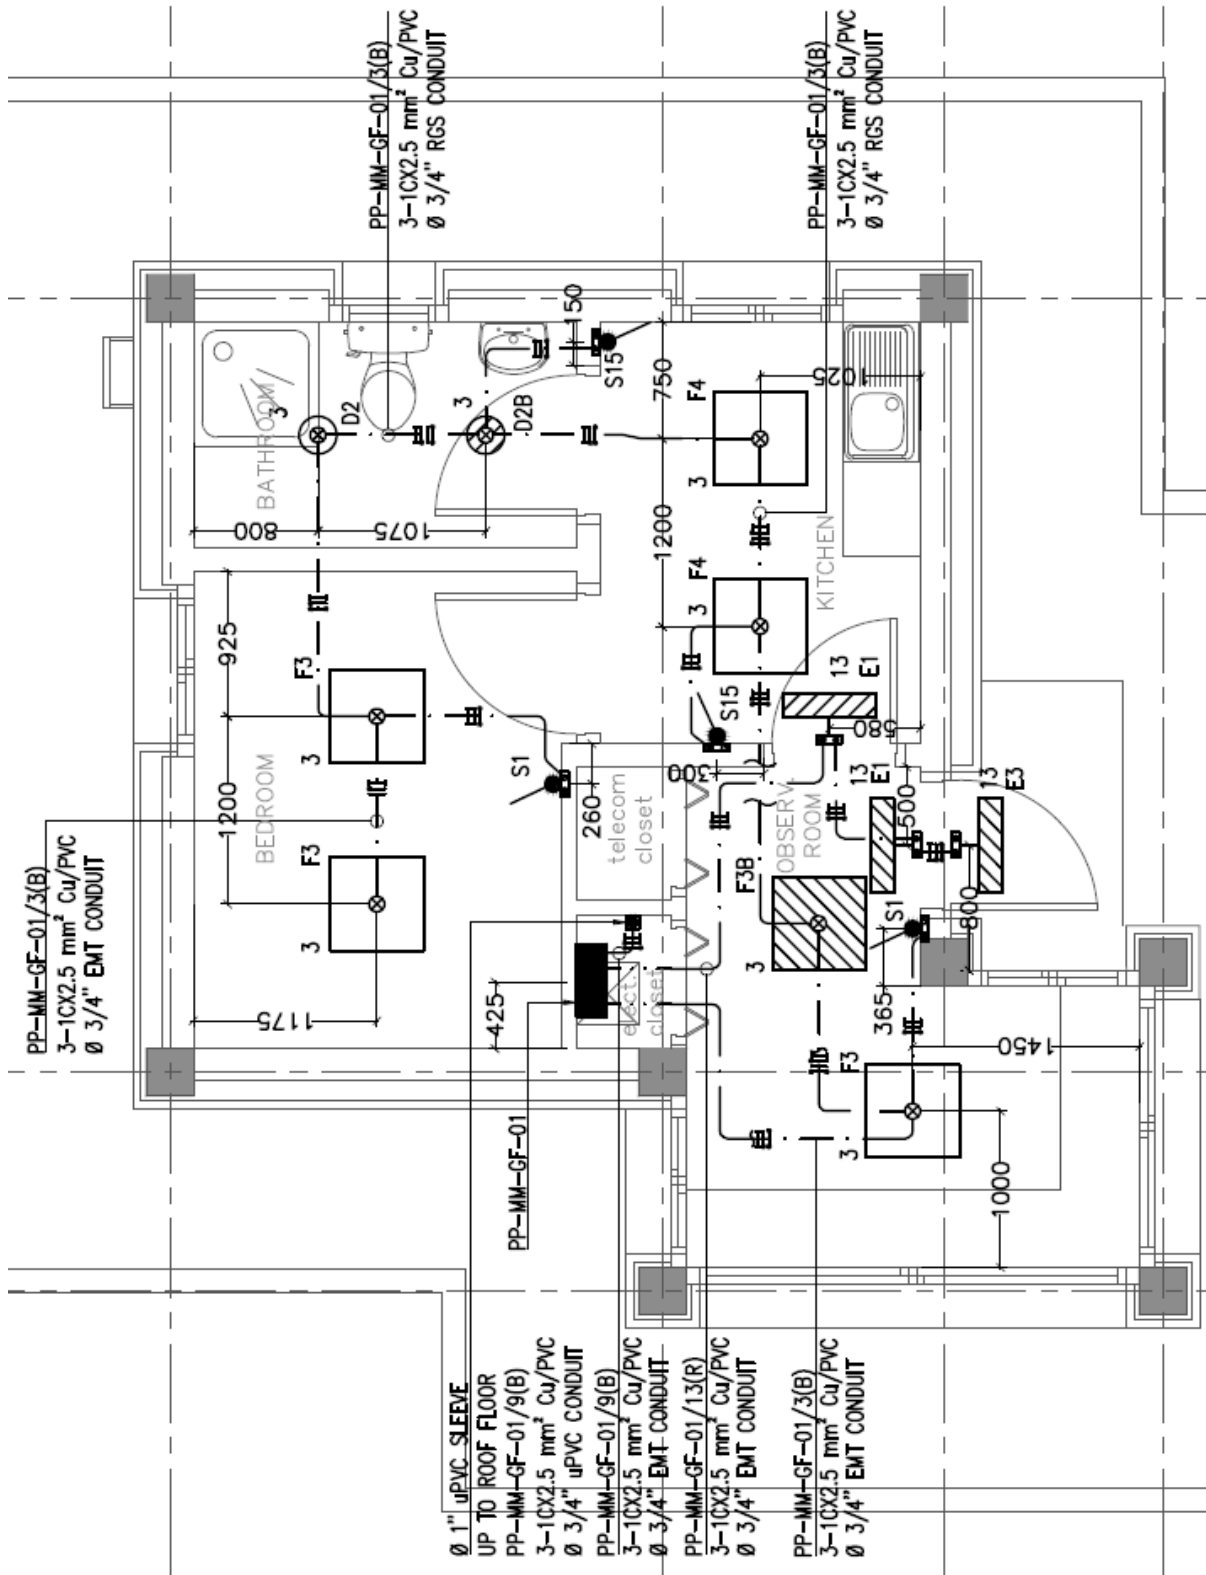 PP-MM-GF-01/3(B)
3-1CX2.5 mm² Cu/PVC
Ø 3/4" RGS CONDUIT
PP-MM-GF-01/3(B)
3-1CX2.5 mm² Cu/PVC
Ø 3/4" RGS CONDUIT
150
S15
750
BATHROOM
3
D2
3
D2B
F4
3
1025
800
1075
1200
KITCHEN
F4
3
925
F3
3
S15
13
E1
580
S1
300
260
telecom
closet
13
E1
500
13
E3
OBSERV.
ROOM
1200
BEDROOM
F3
3
F3B
3
S1
800
365
PP-MM-GF-01/3(B)
3-1CX2.5 mm² Cu/PVC
Ø 3/4" EMT CONDUIT
1175
425
elect.
closet
1450
F3
3
1000
PP-MM-GF-01
Ø 1" uPVC SLEEVE
UP TO ROOF FLOOR
PP-MM-GF-01/9(B)
3-1CX2.5 mm² Cu/PVC
Ø 3/4" uPVC CONDUIT
PP-MM-GF-01/9(B)
3-1CX2.5 mm² Cu/PVC
Ø 3/4" EMT CONDUIT
PP-MM-GF-01/13(R)
3-1CX2.5 mm² Cu/PVC
Ø 3/4" EMT CONDUIT
PP-MM-GF-01/3(B)
3-1CX2.5 mm² Cu/PVC
Ø 3/4" EMT CONDUIT